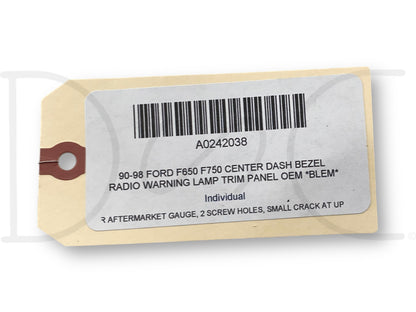 A0242038
90-98 FORD F650 F750 CENTER DASH BEZEL
RADIO WARNING LAMP TRIM PANEL OEM *BLEM*
Individual
R AFTERMARKET GAUGE, 2 SCREW HOLES, SMALL CRACK AT UP